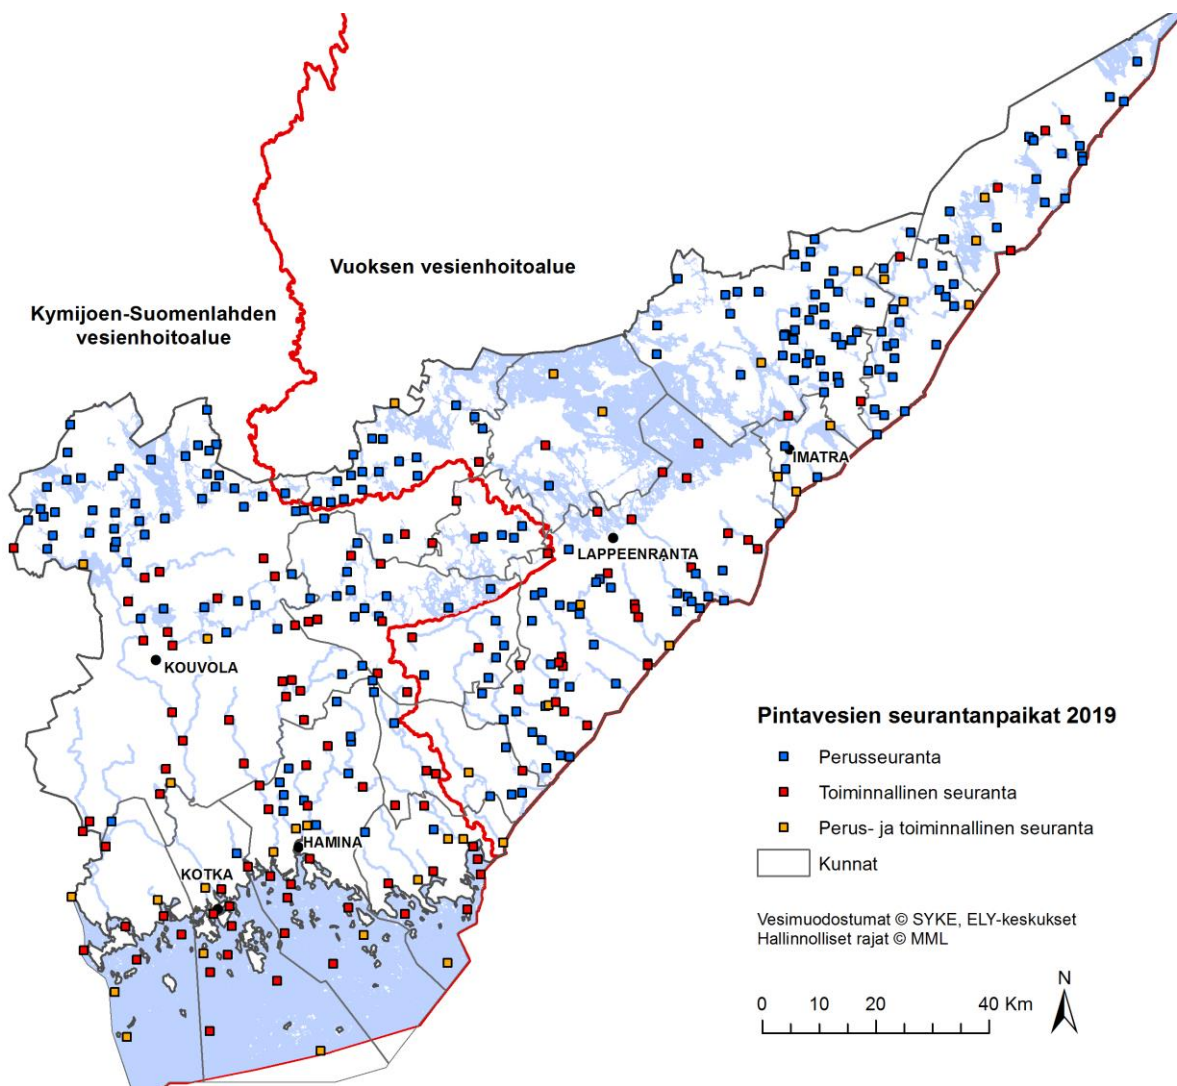 Vuoksen vesienhoitoalue
Kymijoen-Suomenlahden
vesienhoitoalue
IMATRA
LAPPEENRANTA
KOUVOLA
HAMINA
KOTKA
Pintavesien seurantanpaikat 2019
Perusseuranta
Toiminnallinen seuranta
Perus- ja toiminnallinen seuranta
Kunnat
Vesimuodostumat © SYKE, ELY-keskukset
Hallinnolliset rajat © MML
N
0 10 20 40 Km